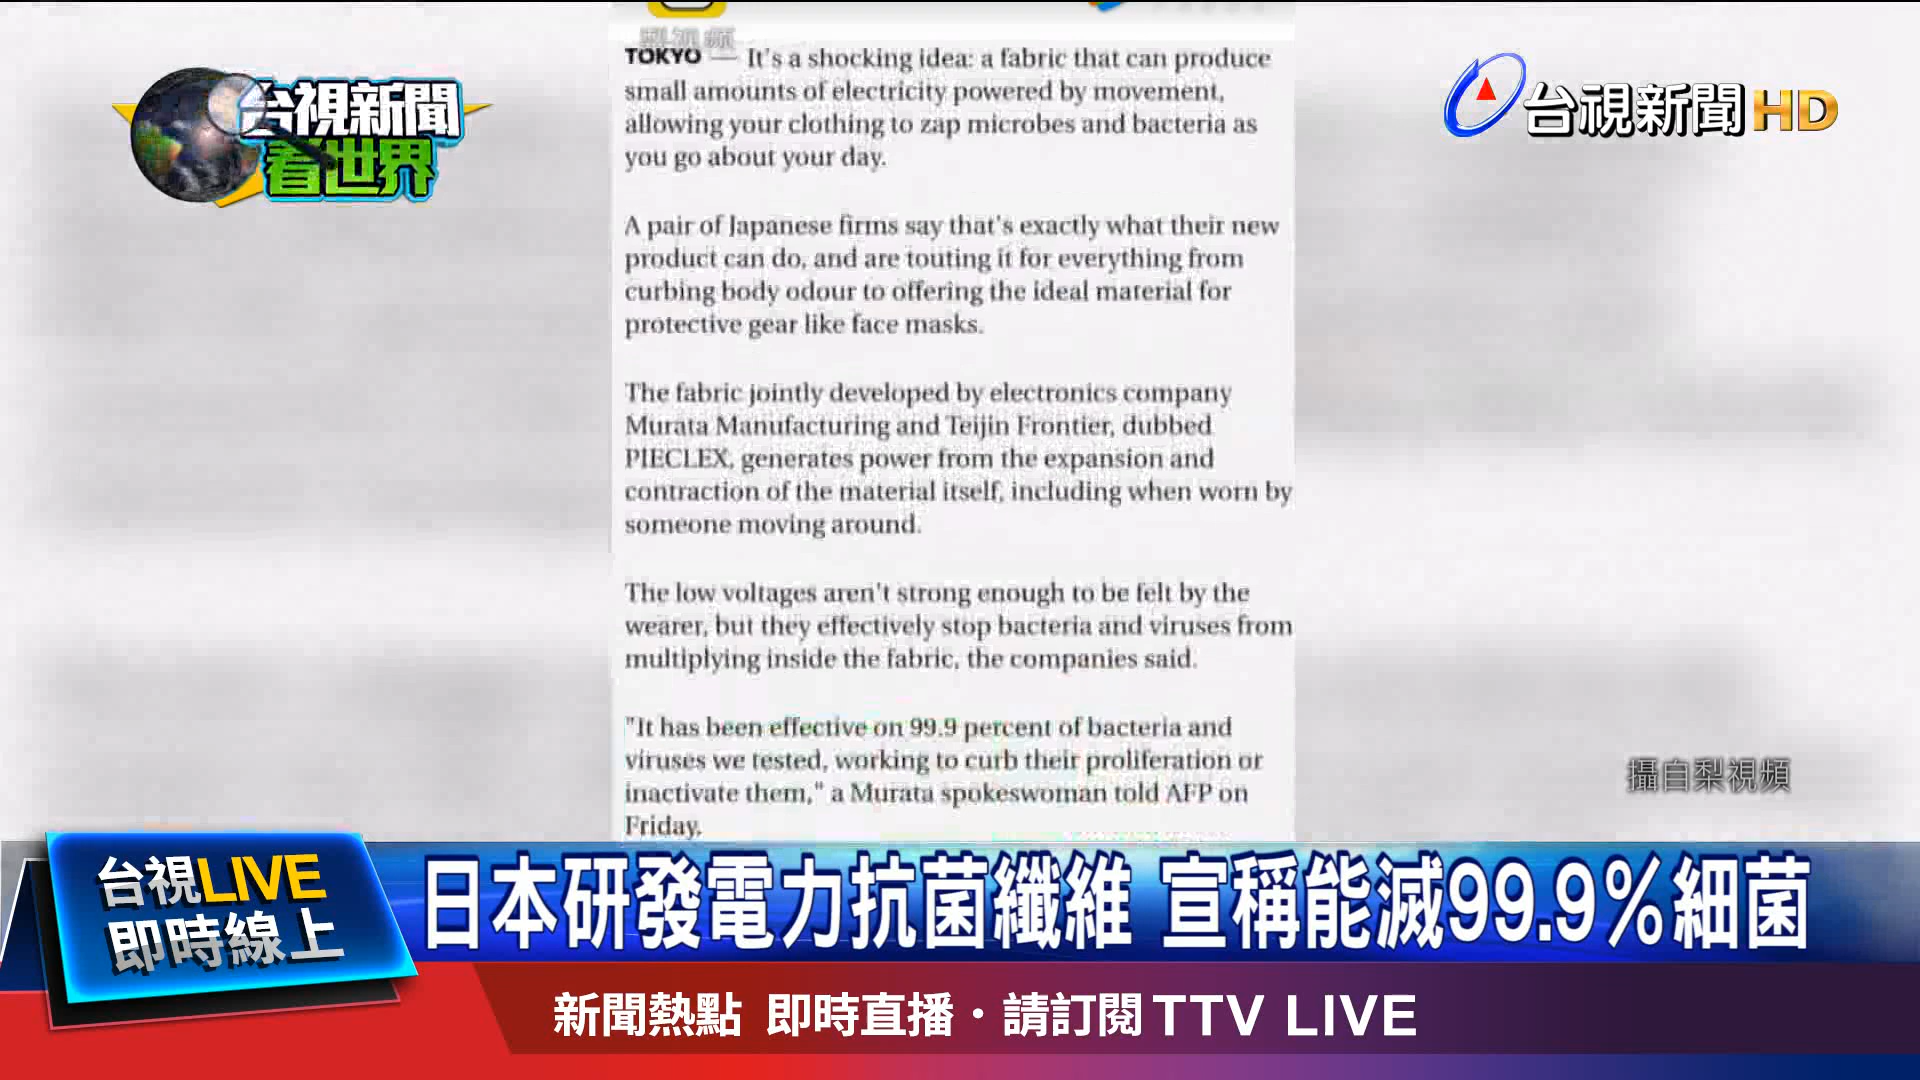 梨視頻
TOKYO — It's a shocking idea: a fabric that can produce
small amounts of electricity powered by movement,
allowing your clothing to zap microbes and bacteria as
you go about your day.
A pair of Japanese firms say that's exactly what their new
product can do, and are touting it for everything from
curbing body odour to offering the ideal material for
protective gear like face masks.
The fabric jointly developed by electronics company
Murata Manufacturing and Teijin Frontier, dubbed
PIECLEX, generates power from the expansion and
contraction of the material itself, including when worn by
someone moving around.
The low voltages aren't strong enough to be felt by the
wearer, but they effectively stop bacteria and viruses from
multiplying inside the fabric, the companies said.
"It has been effective on 99.9 percent of bacteria and
viruses we tested, working to curb their proliferation or
inactivate them," a Murata spokeswoman told AFP on
Friday.
台視新聞
看世界
台視新聞HD
攝自梨視頻
台視LIVE
即時線上
日本研發電力抗菌纖維 宣稱能滅99.9%細菌
新聞熱點 即時直播・請訂閱TTV LIVE